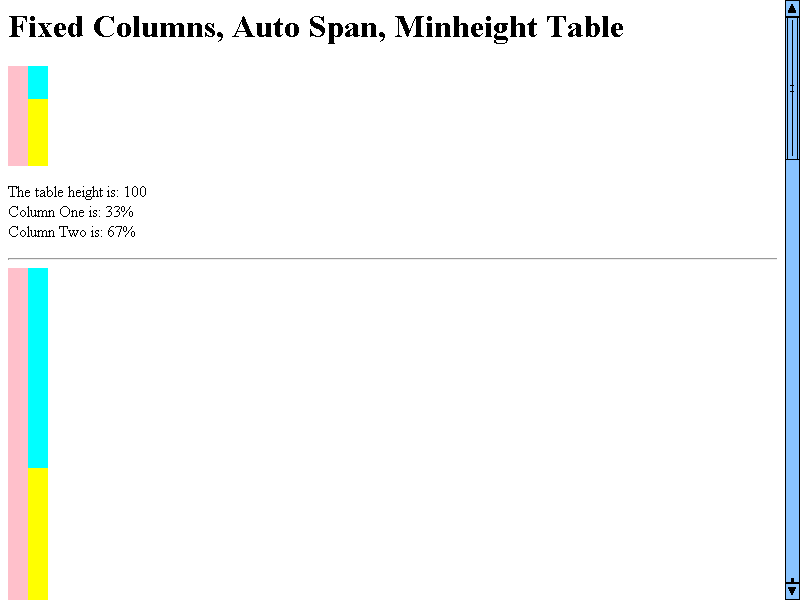 Fixed Columns, Auto Span, Minheight Table
The table height is: 100
Column One is: 33%
Column Two is: 67%